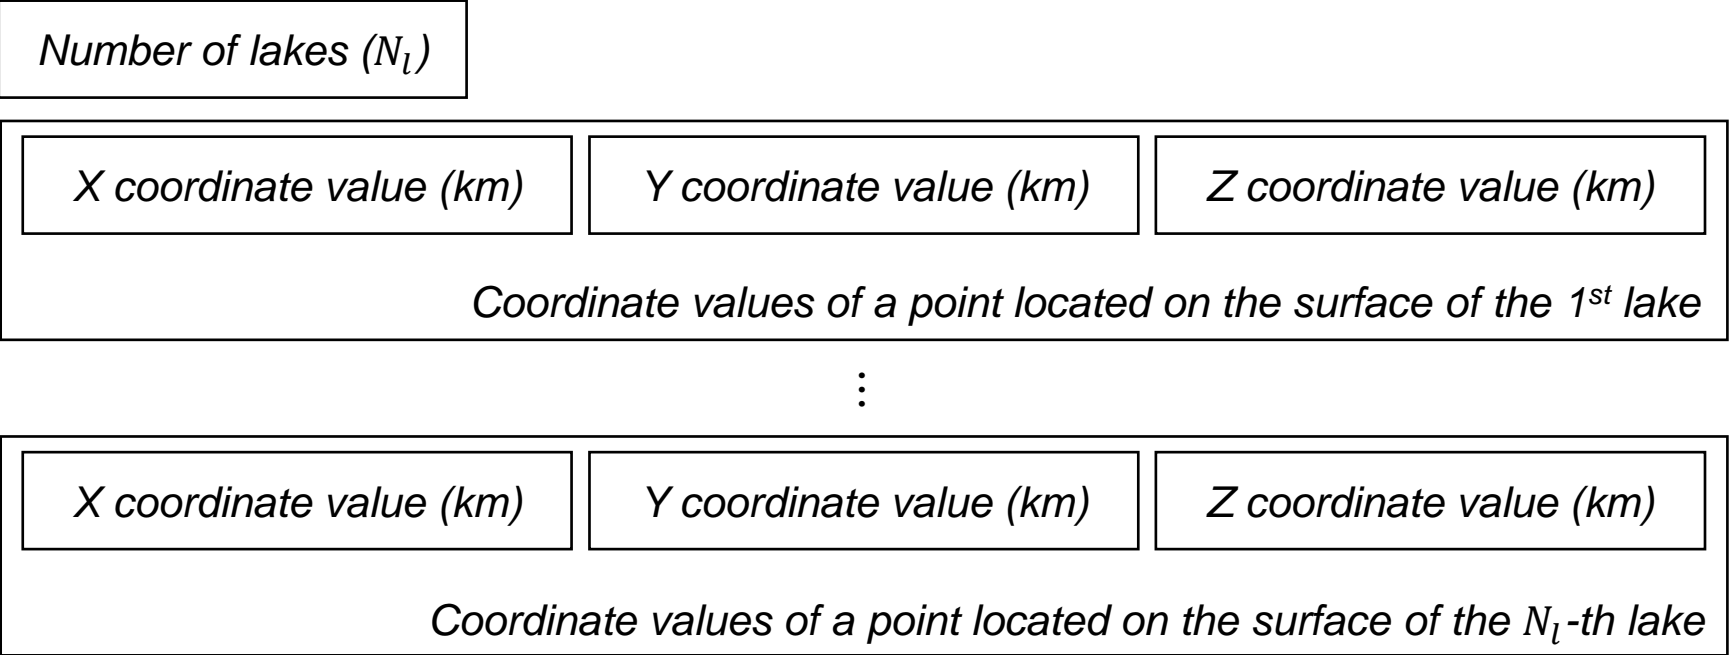 Number of lakes (N_l)
X coordinate value (km) Y coordinate value (km) Z coordinate value (km)
Coordinate values of a point located on the surface of the 1st lake
⋮
X coordinate value (km) Y coordinate value (km) Z coordinate value (km)
Coordinate values of a point located on the surface of the N_l-th lake